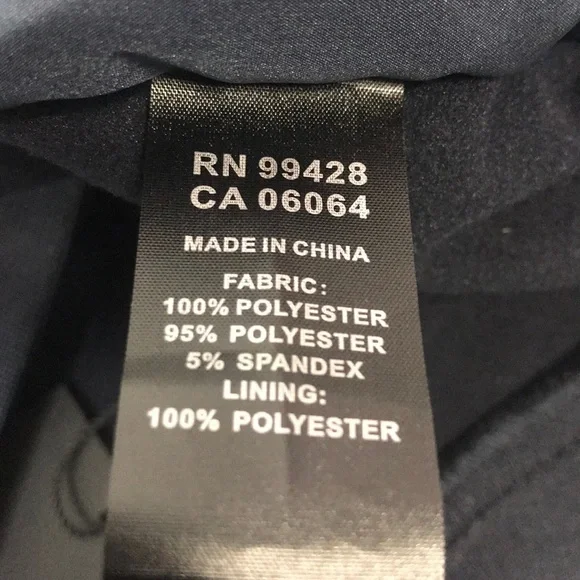 RN 99428
CA 06064
MADE IN CHINA
FABRIC:
100% POLYESTER
95% POLYESTER
5% SPANDEX
LINING:
100% POLYESTER